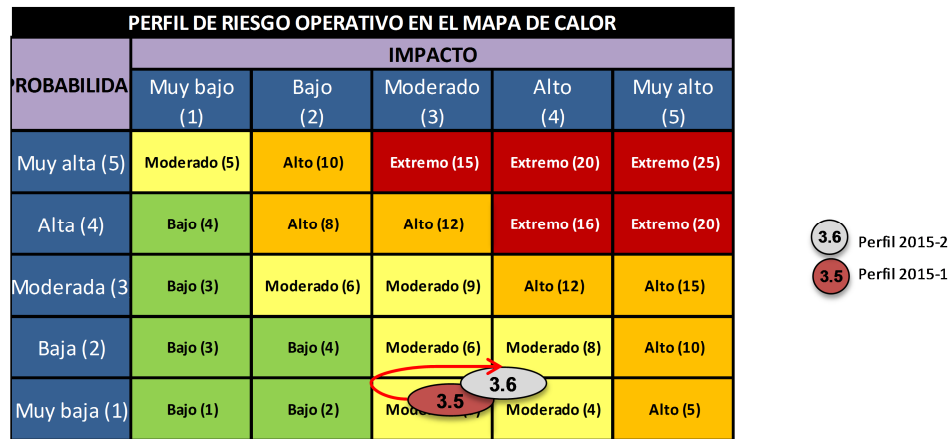 PERFIL DE RIESGO OPERATIVO EN EL MAPA DE CALOR
IMPACTO
PROBABILIDA
Muy bajo (1) Bajo (2) Moderado (3) Alto (4) Muy alto (5)
Muy alta (5) Moderado (5) Alto (10) Extremo (15) Extremo (20) Extremo (25)
Alta (4) Bajo (4) Alto (8) Alto (12) Extremo (16) Extremo (20)
Moderada (3 Bajo (3) Moderado (6) Moderado (9) Alto (12) Alto (15)
Baja (2) Bajo (3) Bajo (4) Moderado (6) Moderado (8) Alto (10)
Muy baja (1) Bajo (1) Bajo (2) Moderado (4) Alto (5)
3.5 3.6
3.6 Perfil 2015-2
3.5 Perfil 2015-1